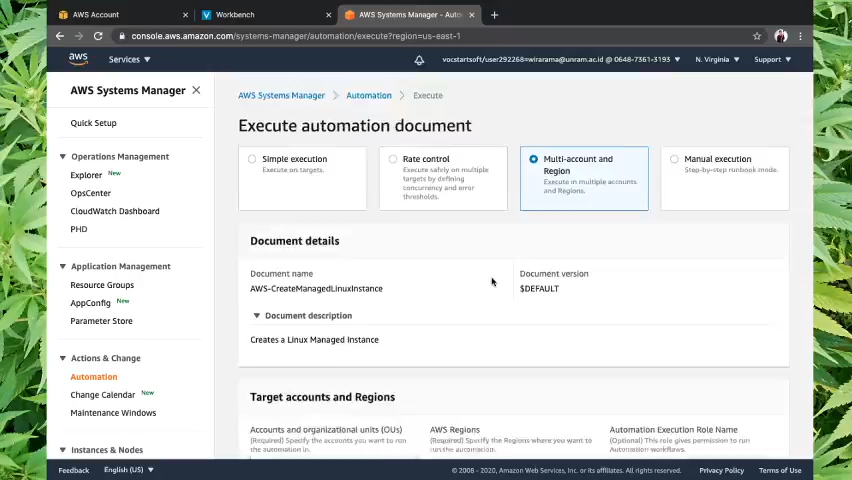 AWS Account
Workbench
AWS Systems Manager - Auto
console.aws.amazon.com/systems-manager/automation/execute?region=us-east-1
aws
Services
vocstartsoft/user292268=wirarama@unram.ac.id @ 0648-7361-3193
N. Virginia
Support
AWS Systems Manager
Quick Setup
Operations Management
Explorer New
OpsCenter
CloudWatch Dashboard
PHD
Application Management
Resource Groups
AppConfig New
Parameter Store
Actions & Change
Automation
Change Calendar New
Maintenance Windows
Instances & Nodes
AWS Systems Manager > Automation > Execute
Execute automation document
Simple execution
Execute on targets.
Rate control
Execute safely on multiple
targets by defining
concurrency and error
thresholds.
Multi-account and
Region
Execute in multiple accounts
and Regions.
Manual execution
Step-by-step runbook mode.
Document details
Document name
AWS-CreateManagedLinuxInstance
Document version
$DEFAULT
Document description
Creates a Linux Managed Instance
Target accounts and Regions
Accounts and organizational units (OUs)
(Required) Specify the accounts you want to run
the automation in.
AWS Regions
(Required) Specify the Regions where you want to
run the automation.
Automation Execution Role Name
(Optional) This role gives permission to run
Automation workflows.
Feedback
English (US)
© 2008 - 2020, Amazon Web Services, Inc. or its affiliates. All rights reserved.
Privacy Policy
Terms of Use